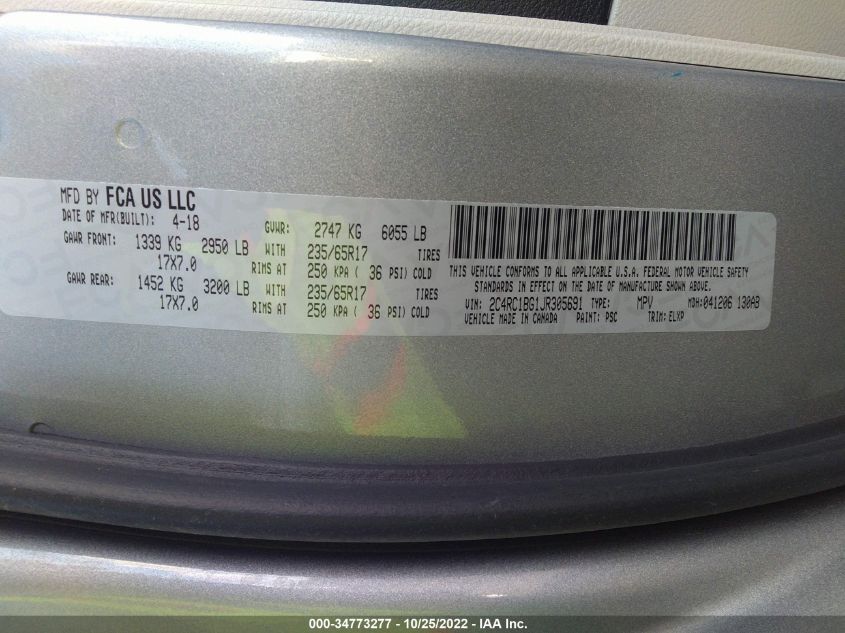 MFD BY FCA US LLC
DATE OF MFR(BUILT): 4-18 GVWR: 2747 KG 6055 LB
GAWR FRONT: 1339 KG 2950 LB WITH 235/65R17 TIRES
17X7.0 RIMS AT 250 KPA ( 36 PSI) COLD
GAWR REAR: 1452 KG 3200 LB WITH 235/65R17 TIRES
17X7.0 RIMS AT 250 KPA ( 36 PSI) COLD
THIS VEHICLE CONFORMS TO ALL APPLICABLE U.S.A. FEDERAL MOTOR VEHICLE SAFETY
STANDARDS IN EFFECT ON THE DATE OF MANUFACTURE SHOWN ABOVE.
VIN: 2C4RC1BG1JR305691 TYPE: MPV MDH:041206 130AB
VEHICLE MADE IN CANADA PAINT: PSC TRIM: ELXP
000-34773277 - 10/25/2022 - IAA Inc.